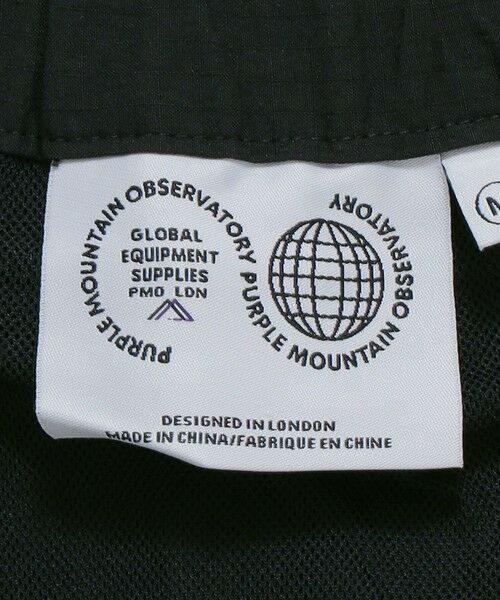 PURPLE MOUNTAIN OBSERVATORY PURPLE MOUNTAIN OBSERVATORY
GLOBAL
EQUIPMENT
SUPPLIES
PMO LDN
DESIGNED IN LONDON
MADE IN CHINA/FABRIQUE EN CHINE